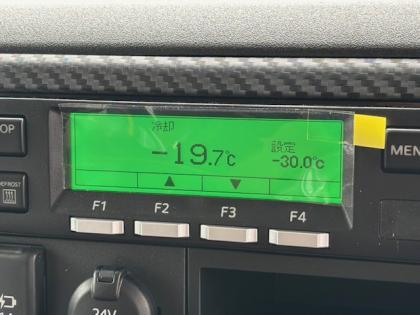 冷却
-19.7℃
設定
-30.0℃
▲ ▼
F1 F2 F3 F4
OP
MEN
DEFROST
24V